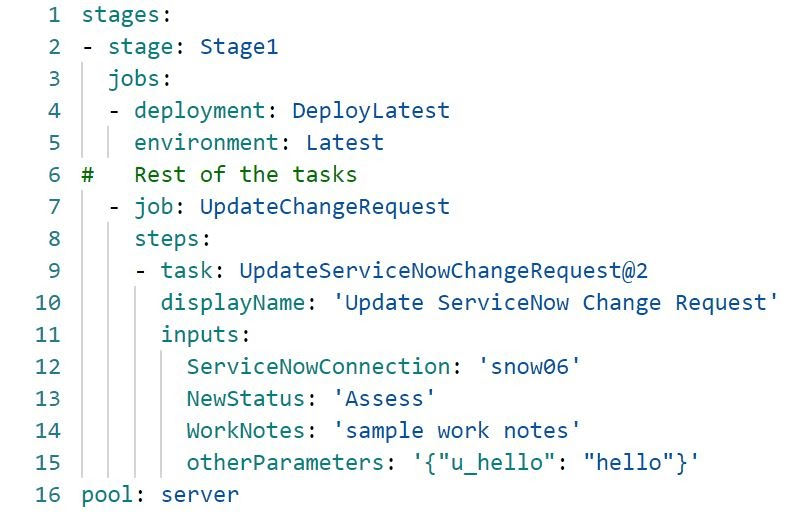 1 stages:
2 - stage: Stage1
3   jobs:
4   - deployment: DeployLatest
5     environment: Latest
6 #   Rest of the tasks
7   - job: UpdateChangeRequest
8     steps:
9     - task: UpdateServiceNowChangeRequest@2
10       displayName: 'Update ServiceNow Change Request'
11       inputs:
12         ServiceNowConnection: 'snow06'
13         NewStatus: 'Assess'
14         WorkNotes: 'sample work notes'
15         otherParameters: '{"u_hello": "hello"}'
16 pool: server